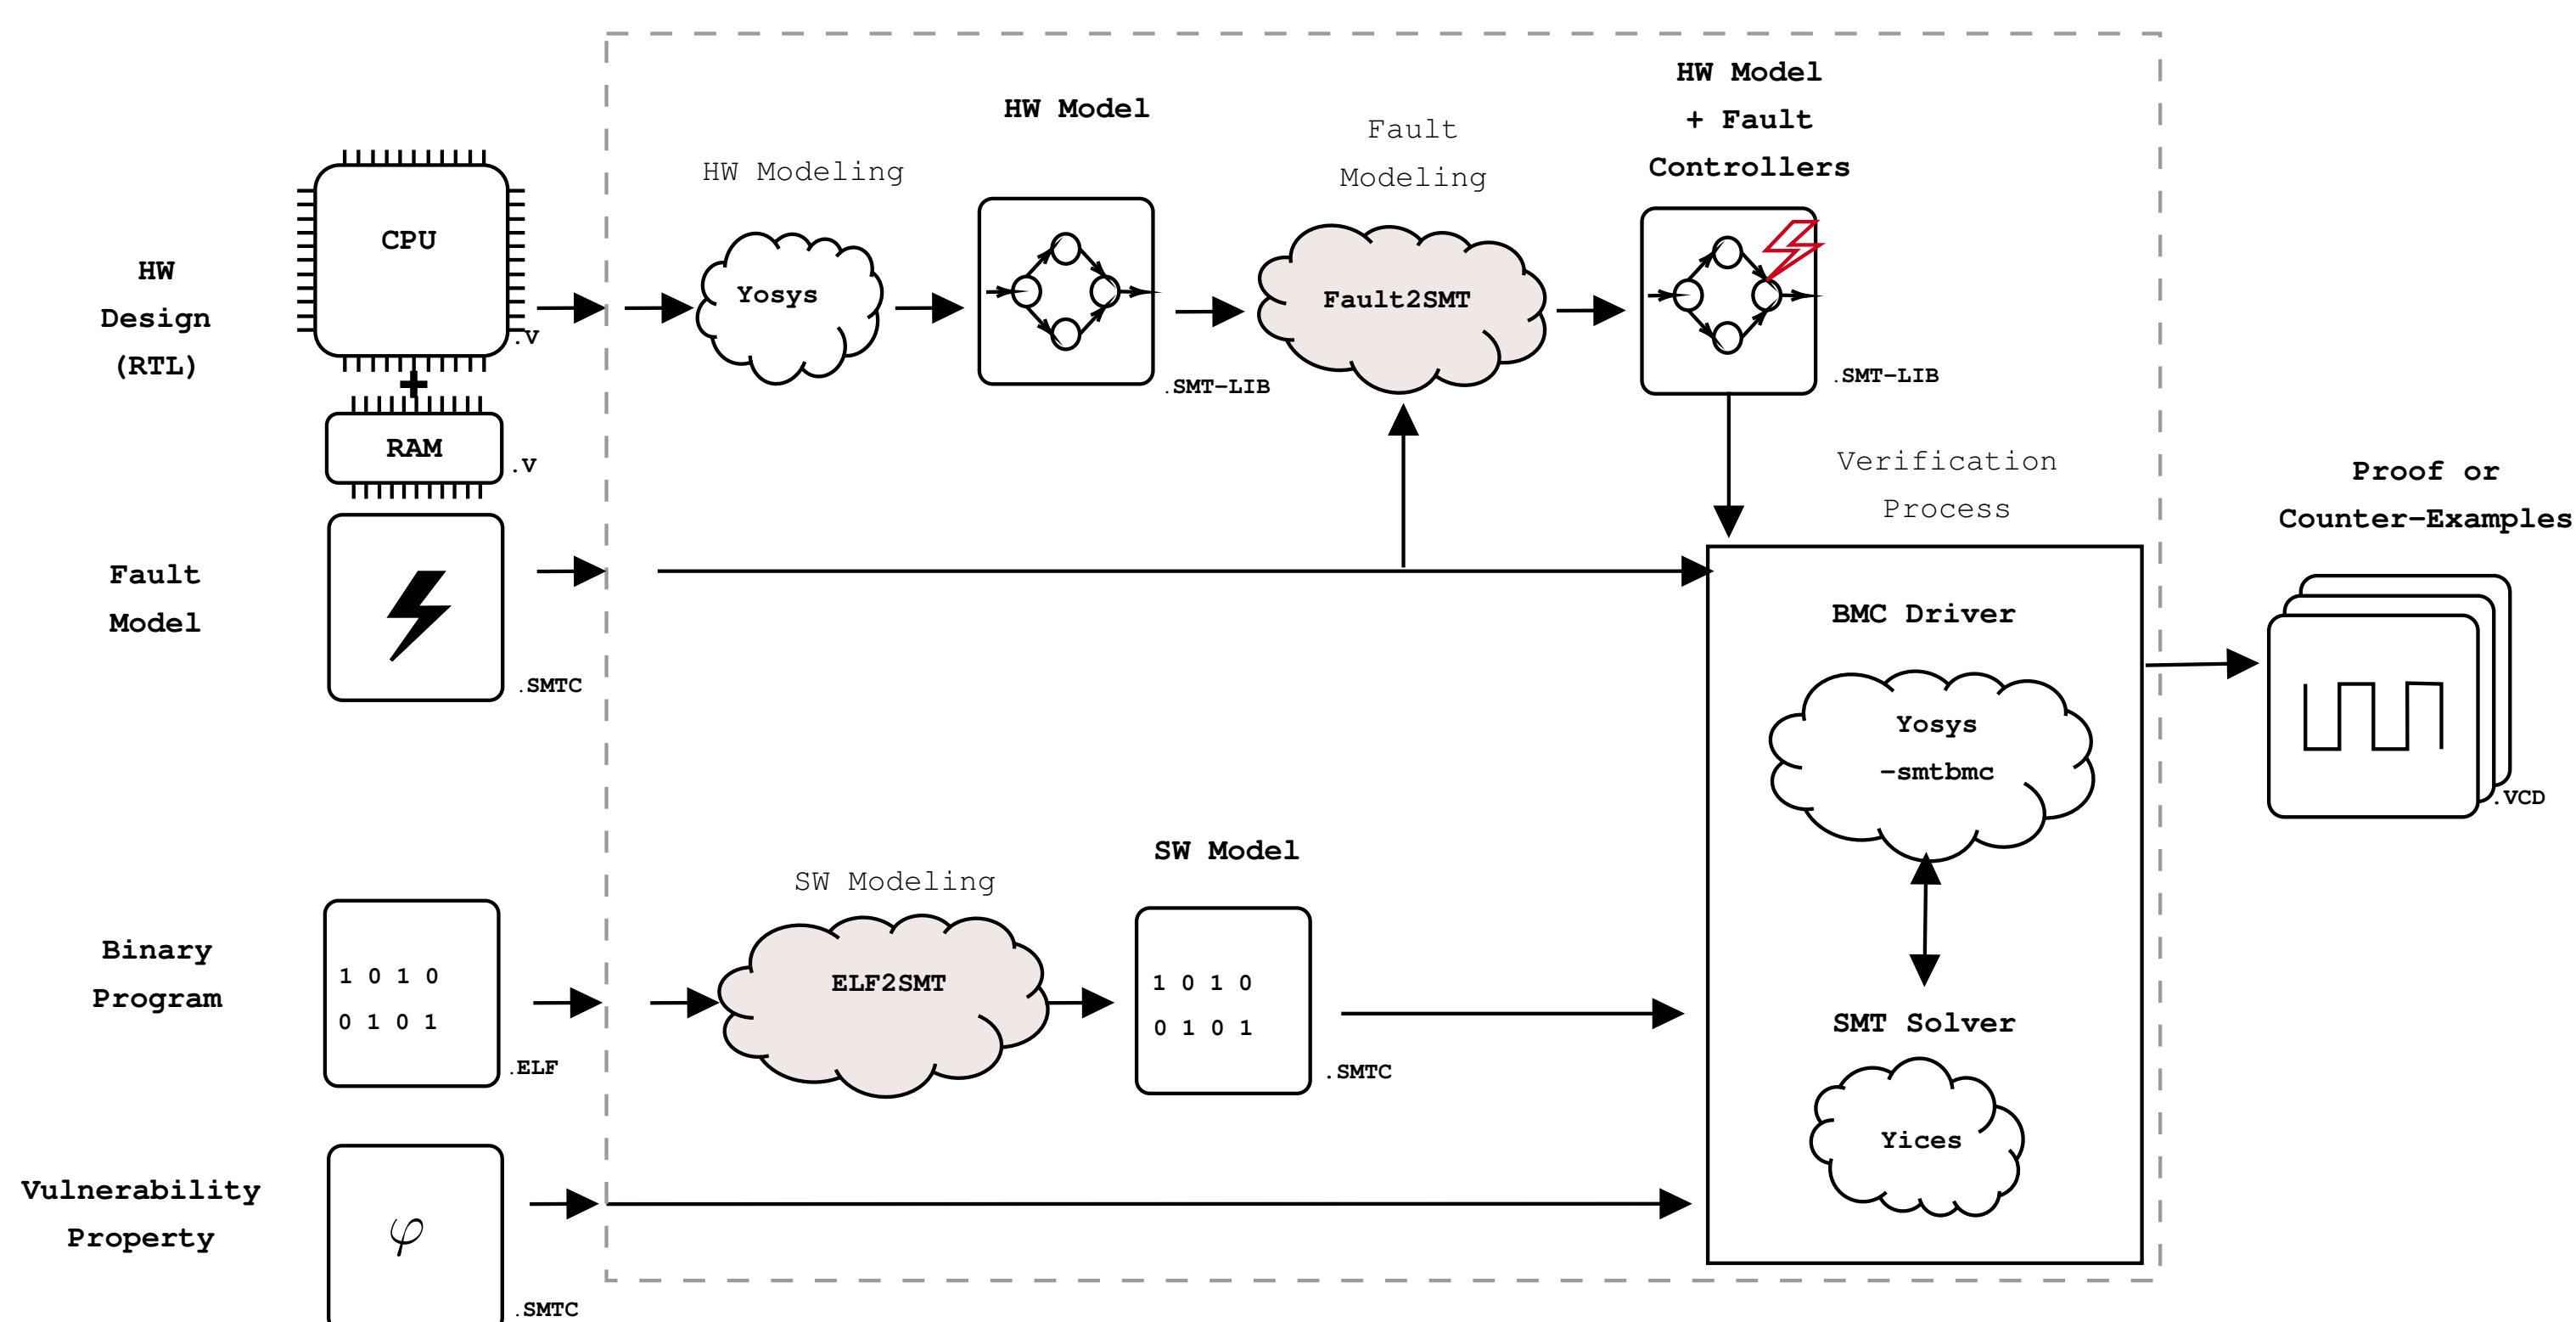 HW
Design
(RTL)
CPU
.V
+
RAM
.V
HW Modeling
Yosys
HW Model
.SMT-LIB
Fault
Modeling
Fault2SMT
HW Model
+ Fault
Controllers
.SMT-LIB
Fault
Model
.SMTC
Verification
Process
BMC Driver
Yosys
-smtbmc
SMT Solver
Yices
Proof or
Counter-Examples
.VCD
Binary
Program
1 0 1 0
0 1 0 1
.ELF
SW Modeling
ELF2SMT
SW Model
1 0 1 0
0 1 0 1
.SMTC
Vulnerability
Property
φ
.SMTC